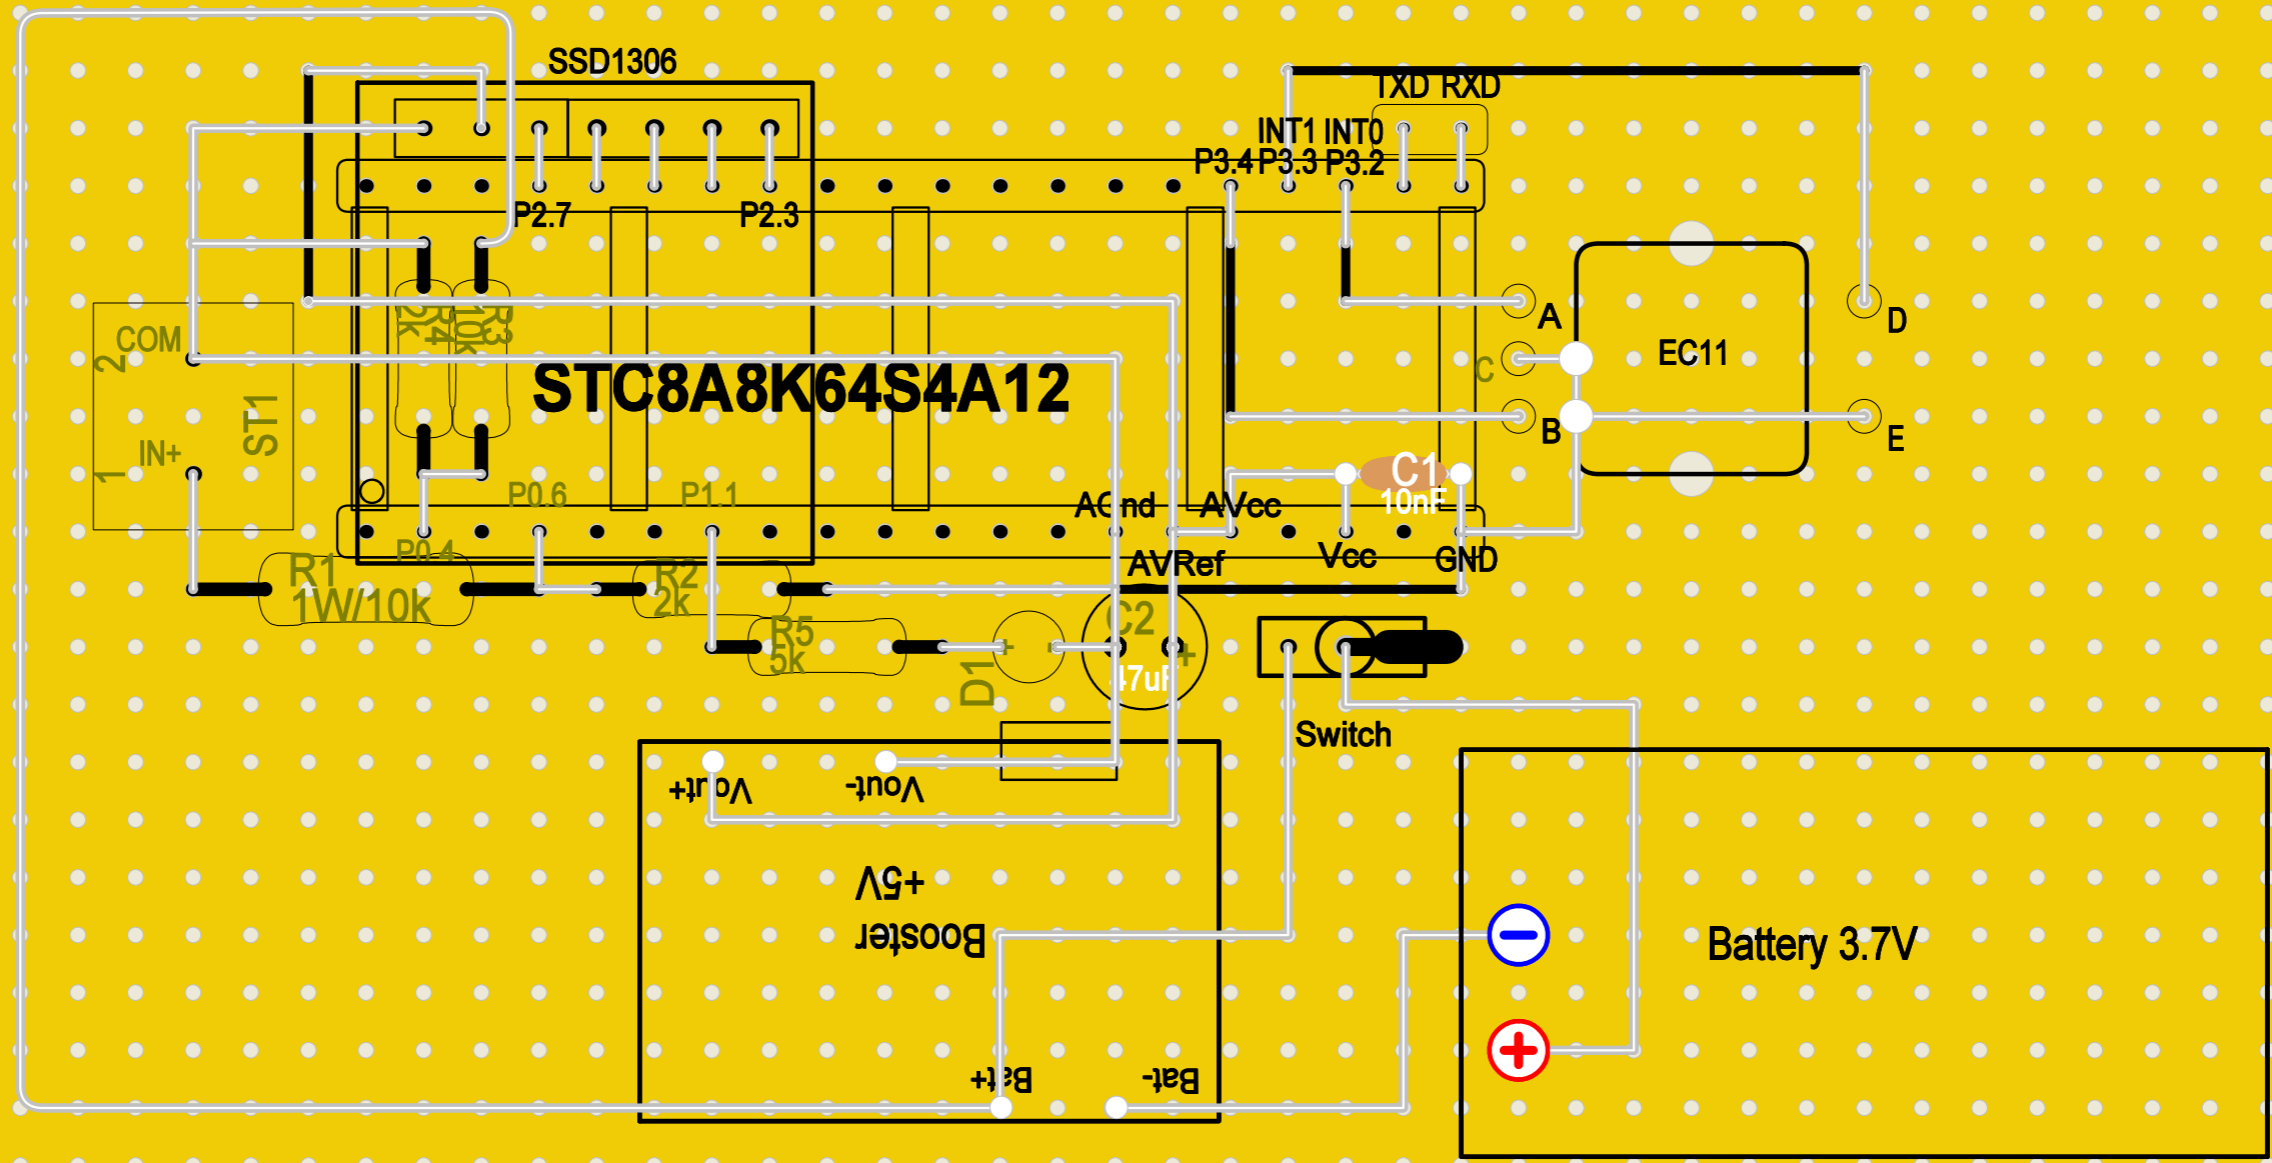 SSD1306
TXD RXD
INT1 INT0
P3.4 P3.3 P3.2
P2.7
P2.3
A
D
COM
2
2k
R4
10k
R3
EC11
C
STC8A8K64S4A12
ST1
B
E
IN+
1
P0.6
P1.1
C1
10nF
AGnd
AVcc
P0.4
AVRef
Vcc
GND
R1
1W/10k
R2
2k
C2
R5
5k
+
-
+
D1
47uF
Switch
Vout+
Vout-
+5V
Booster
Battery 3.7V
Bat+
Bat-